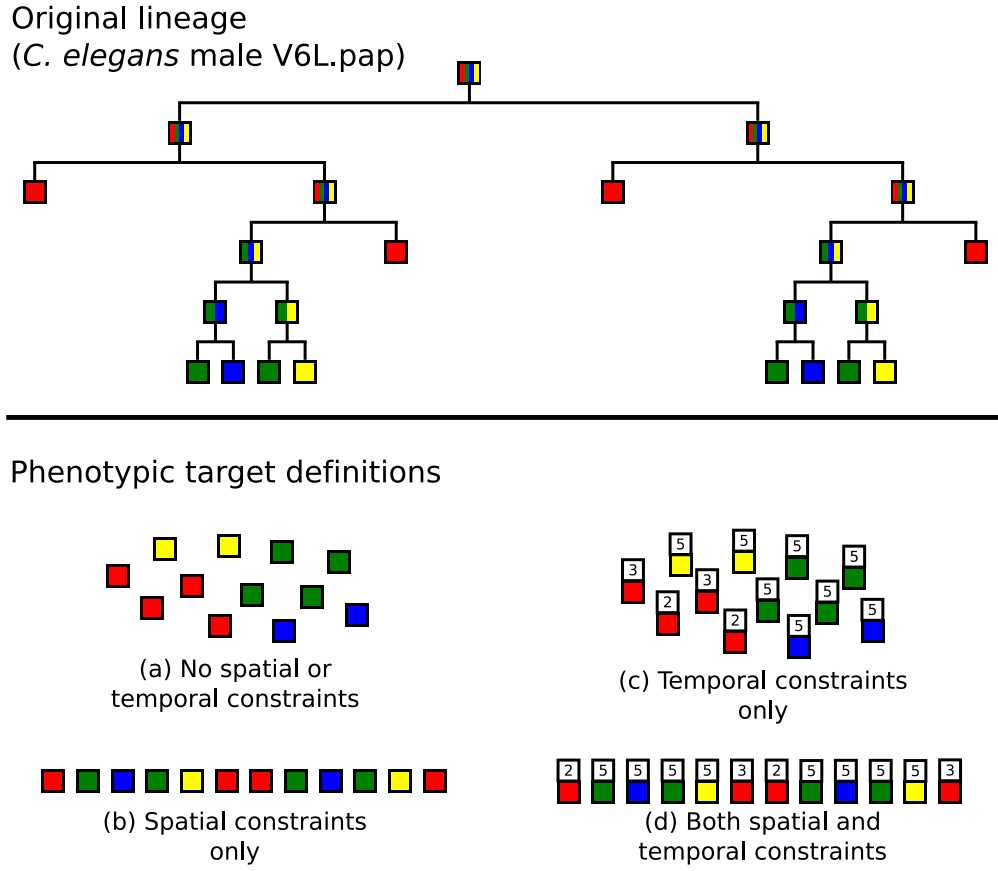 Original lineage
(C. elegans male V6L.pap)
Phenotypic target definitions
(a) No spatial or
temporal constraints
(b) Spatial constraints
only
3 5 2 3 5 2 5 5 5 5 5 5
(c) Temporal constraints
only
2 5 5 5 5 3 2 5 5 5 5 3
(d) Both spatial and
temporal constraints